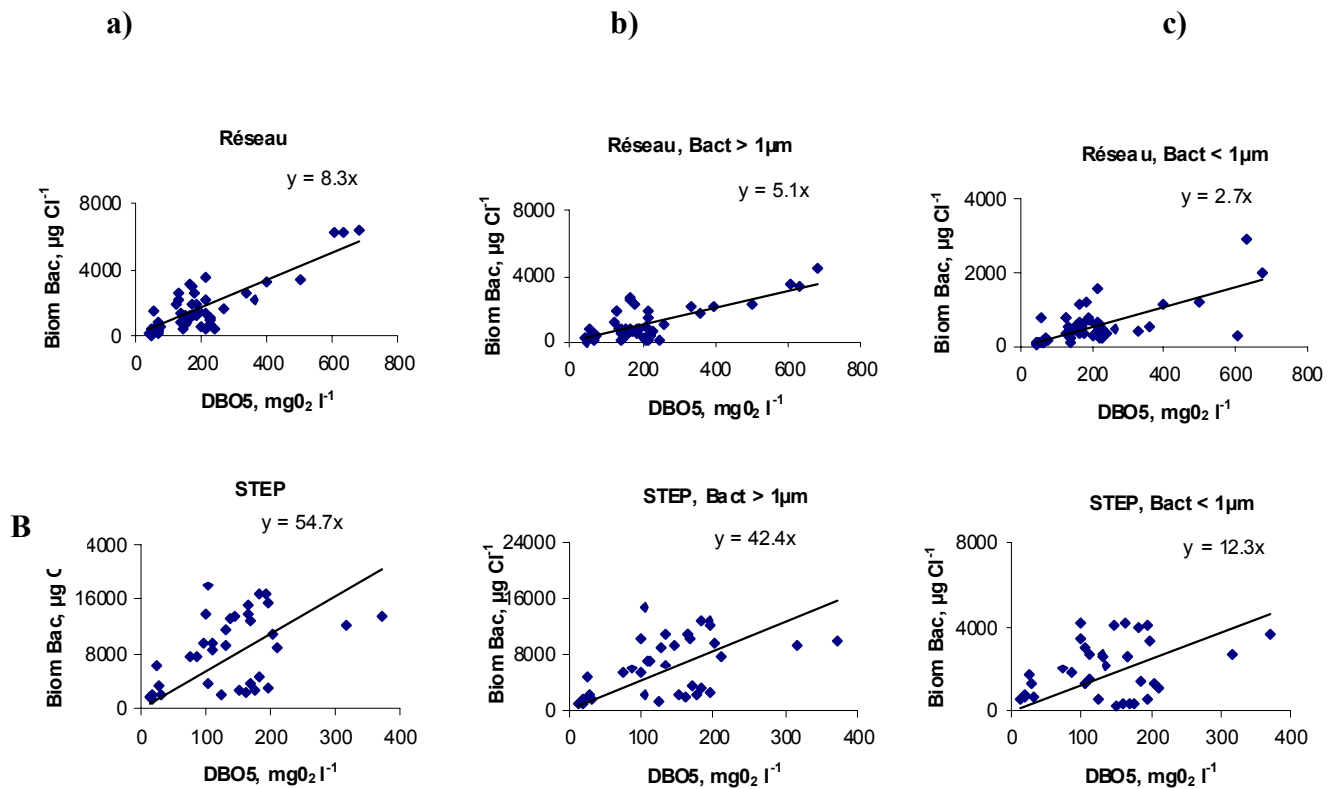 a)
b)
c)
Réseau
y = 8.3x
8000
4000
0
0 200 400 600 800
Biom Bac, µg Cl-1
DBO5, mg0₂ l-1
Réseau, Bact > 1µm
y = 5.1x
8000
4000
0
0 200 400 600 800
Biom Bac, µg Cl-1
DBO5, mg0₂ l-1
Réseau, Bact < 1µm
y = 2.7x
4000
2000
0
0 200 400 600 800
Biom Bac, µg Cl-1
DBO5, mg0₂ l-1
B
STEP
y = 54.7x
4000
16000
8000
0
0 100 200 300 400
Biom Bac, µg C
DBO5, mg0₂ l-1
STEP, Bact > 1µm
y = 42.4x
24000
16000
8000
0
0 100 200 300 400
Biom Bac, µg Cl-1
DBO5, mg0₂ l-1
STEP, Bact < 1µm
y = 12.3x
8000
4000
0
0 100 200 300 400
Biom Bac, µg Cl-1
DBO5, mg0₂ l-1